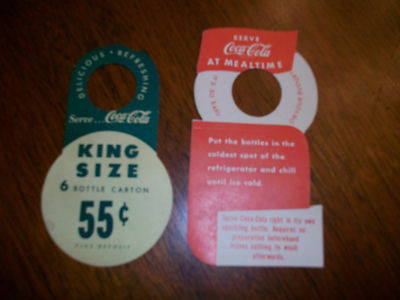 DELICIOUS • REFRESHING
Serve... Coca-Cola
KING
SIZE
6 BOTTLE CARTON
55¢
PLUS DEPOSIT
SERVE
Coca-Cola
AT MEALTIME
IT'S SO EASY
Put the bottles in the
coldest spot of the
refrigerator and chill
until ice cold.
Serve Coca-Cola right in its own
sparkling bottle. Requires no
preparation beforehand
makes nothing to wash
afterwards.